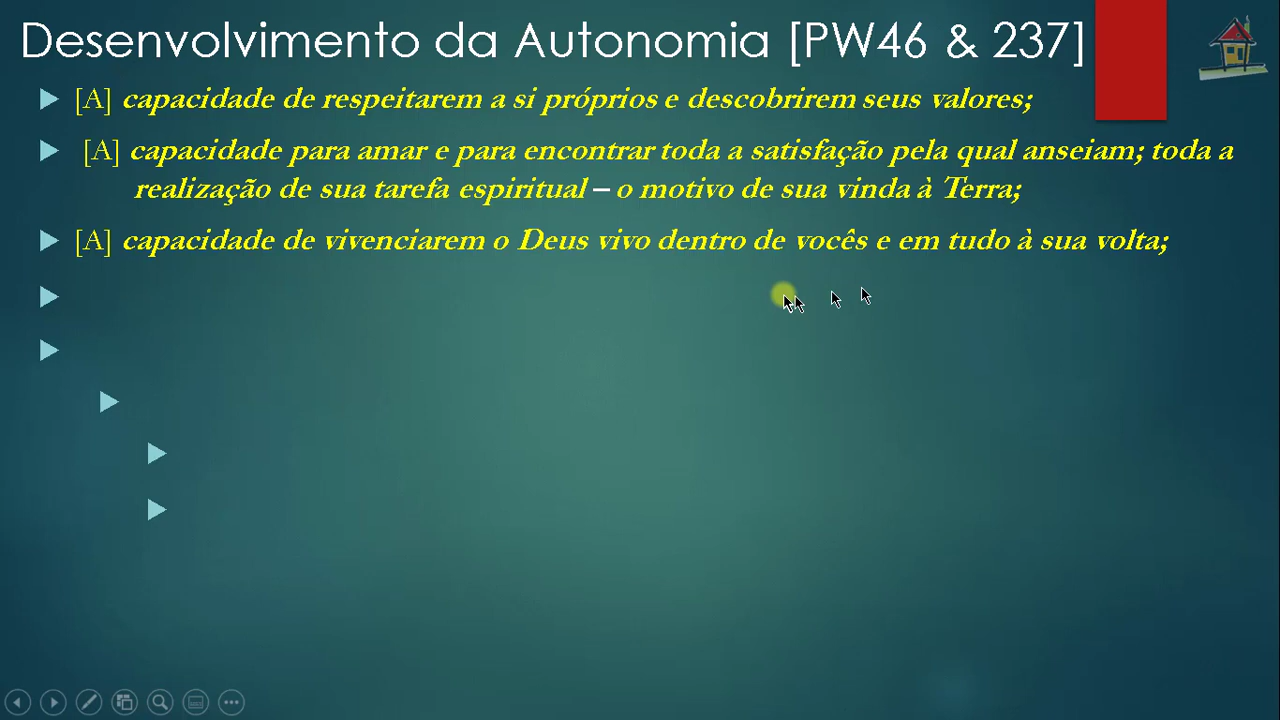 Desenvolvimento da Autonomia [PW46 & 237]
[A] capacidade de respeitarem a si próprios e descobrirem seus valores;
[A] capacidade para amar e para encontrar toda a satisfação pela qual anseiam; toda a
realização de sua tarefa espiritual – o motivo de sua vinda à Terra;
[A] capacidade de vivenciarem o Deus vivo dentro de vocês e em tudo à sua volta;